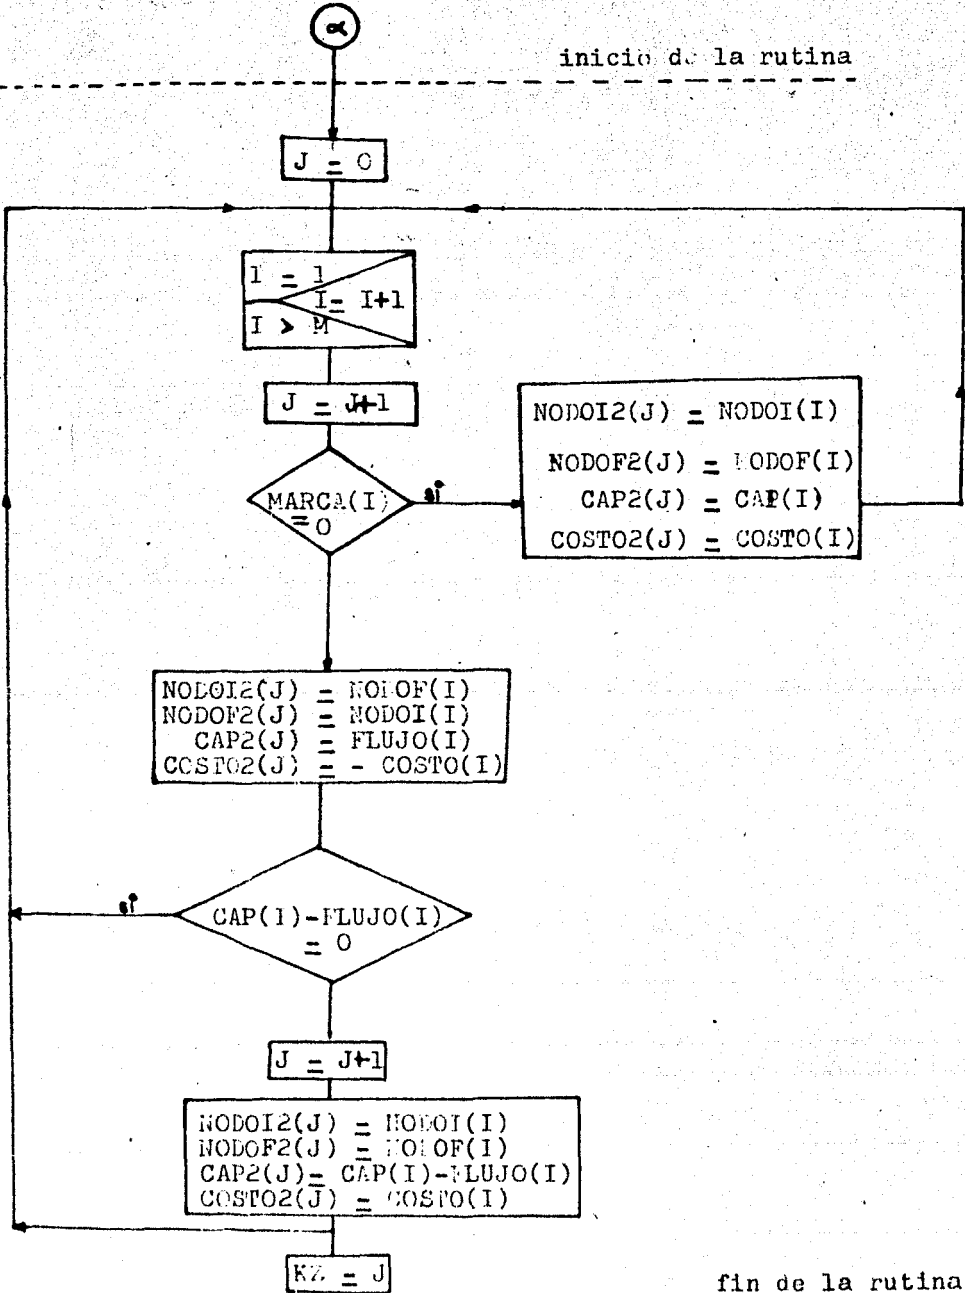 α
inicio de la rutina
J = 0
I = 1
I = I+1
I > M
J = J+1
MARCA(I)
= 0
si
NODOI2(J) = NODOI(I)
NODOF2(J) = NODOF(I)
CAP2(J) = CAP(I)
COSTO2(J) = COSTO(I)
NODOI2(J) = NODOF(I)
NODOF2(J) = NODOI(I)
CAP2(J) = FLUJO(I)
COSTO2(J) = - COSTO(I)
si
CAP(I)-FLUJO(I)
= 0
J = J+1
NODOI2(J) = NODOI(I)
NODOF2(J) = NODOF(I)
CAP2(J)= CAP(I)-FLUJO(I)
COSTO2(J) = COSTO(I)
KZ = J
fin de la rutina